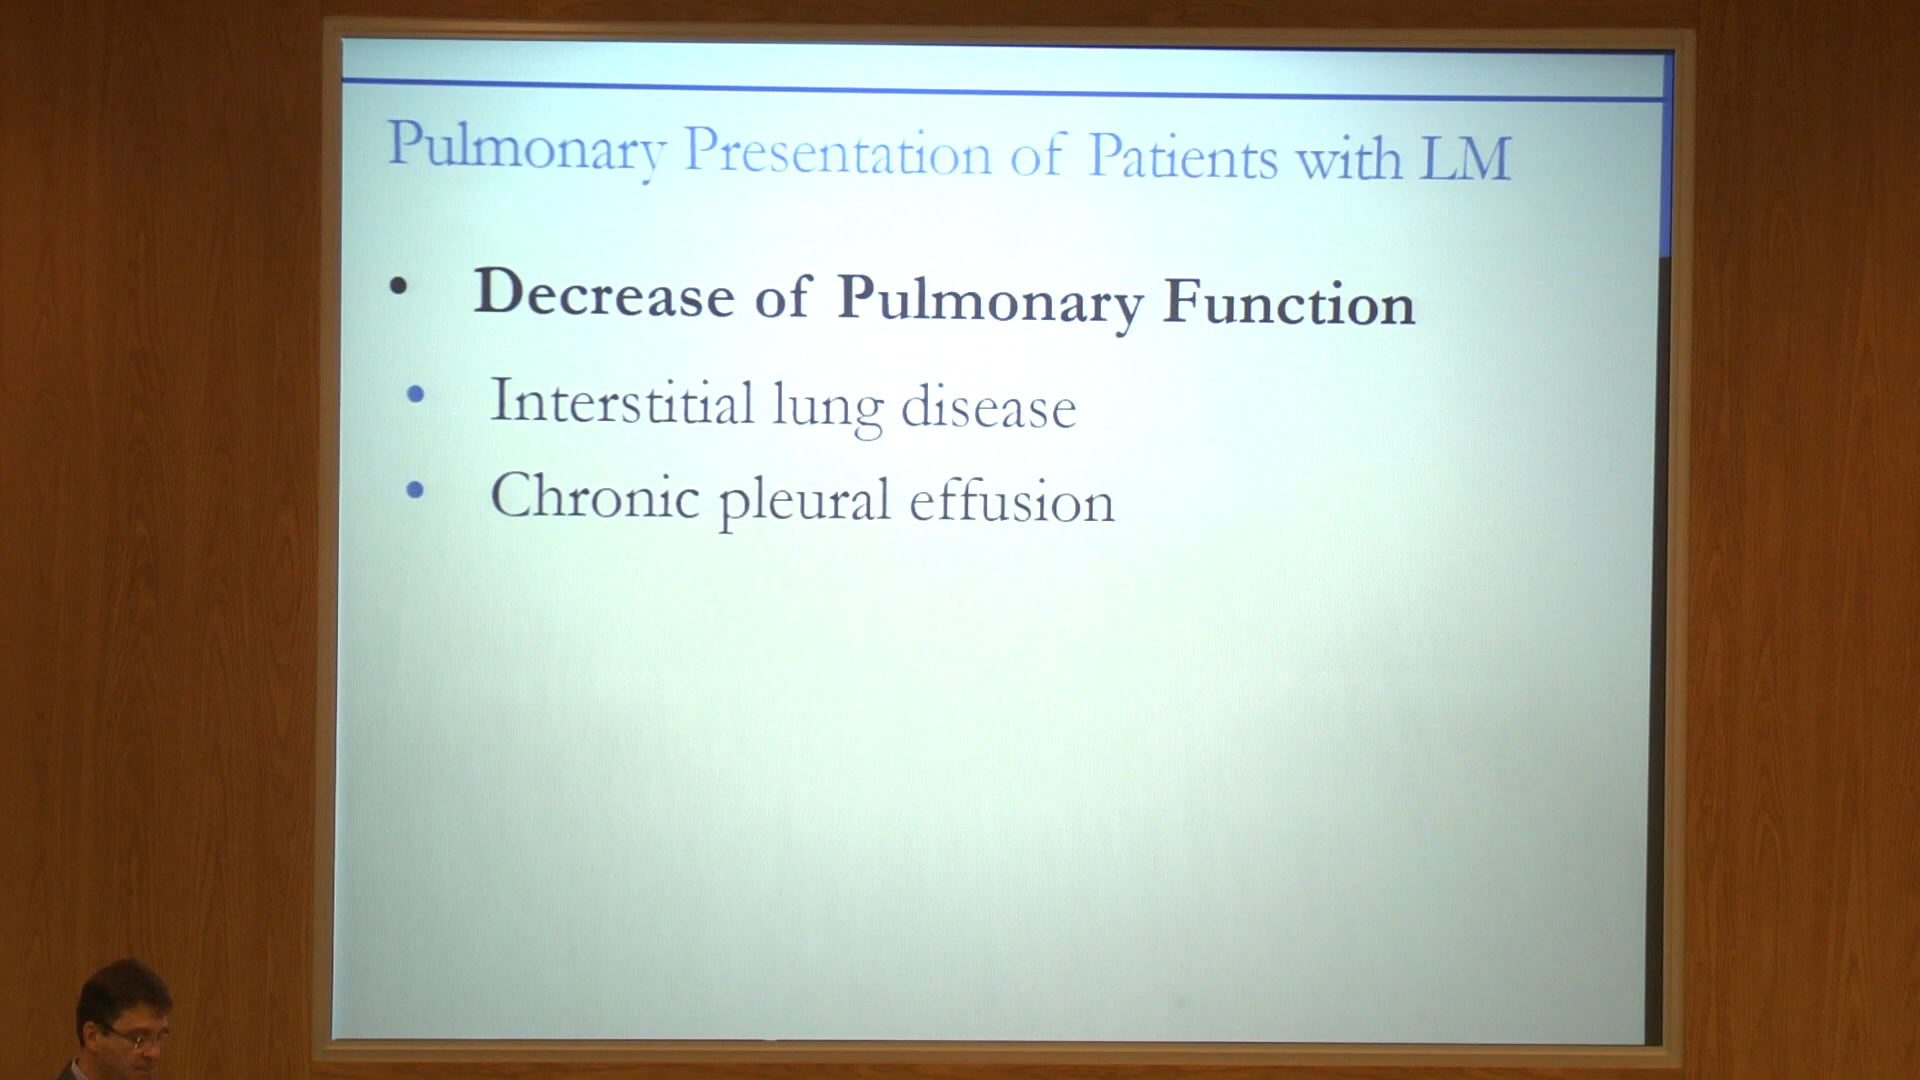 Pulmonary Presentation of Patients with LM
• Decrease of Pulmonary Function
• Interstitial lung disease
• Chronic pleural effusion